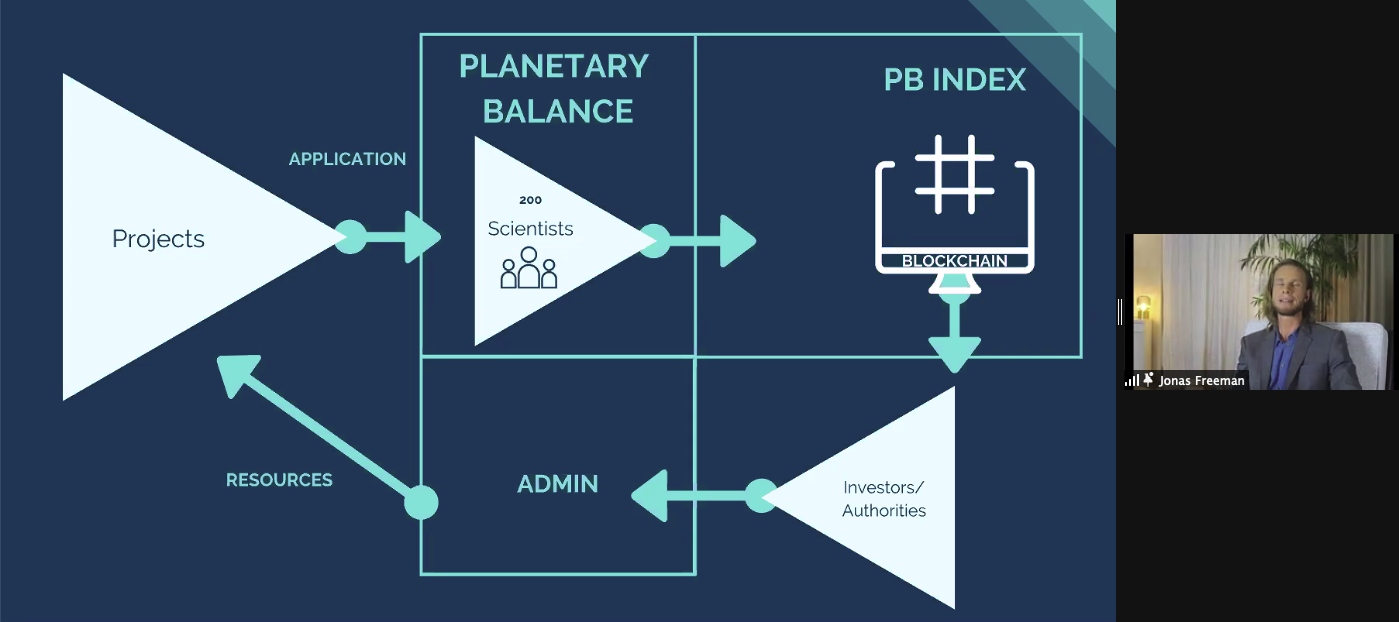 PLANETARY
BALANCE
PB INDEX
APPLICATION
200
Scientists
Projects
BLOCKCHAIN
Jonas Freeman
RESOURCES
ADMIN
Investors/
Authorities